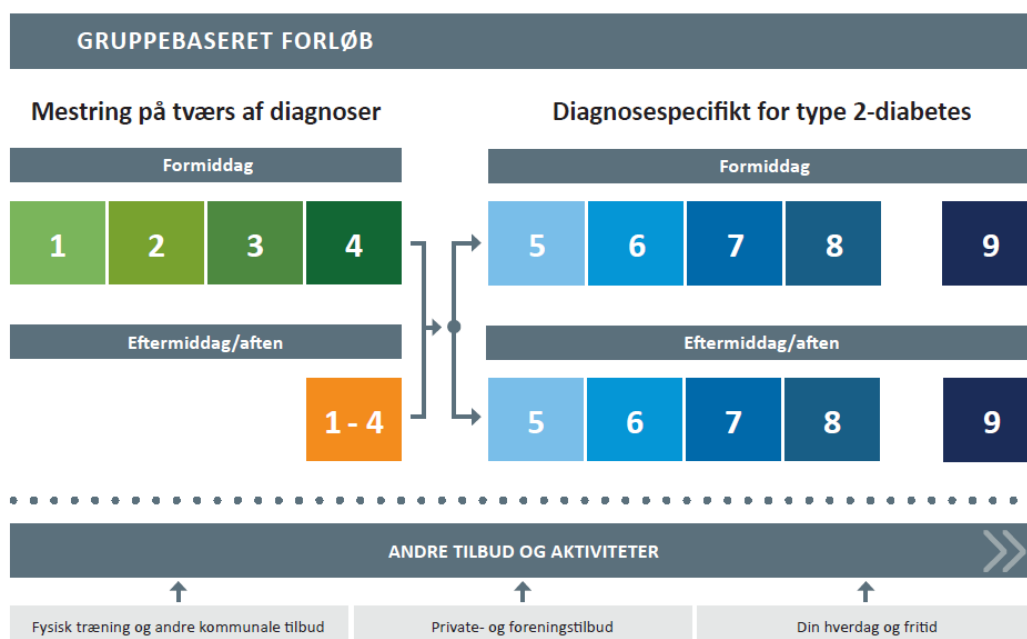 GRUPPEBASERET FORLØB
Mestring på tværs af diagnoser
Diagnosespecifikt for type 2-diabetes
Formiddag
Formiddag
1 2 3 4
5 6 7 8 9
Eftermiddag/aften
Eftermiddag/aften
1 - 4
5 6 7 8 9
ANDRE TILBUD OG AKTIVITETER
Fysisk træning og andre kommunale tilbud
Private- og foreningstilbud
Din hverdag og fritid